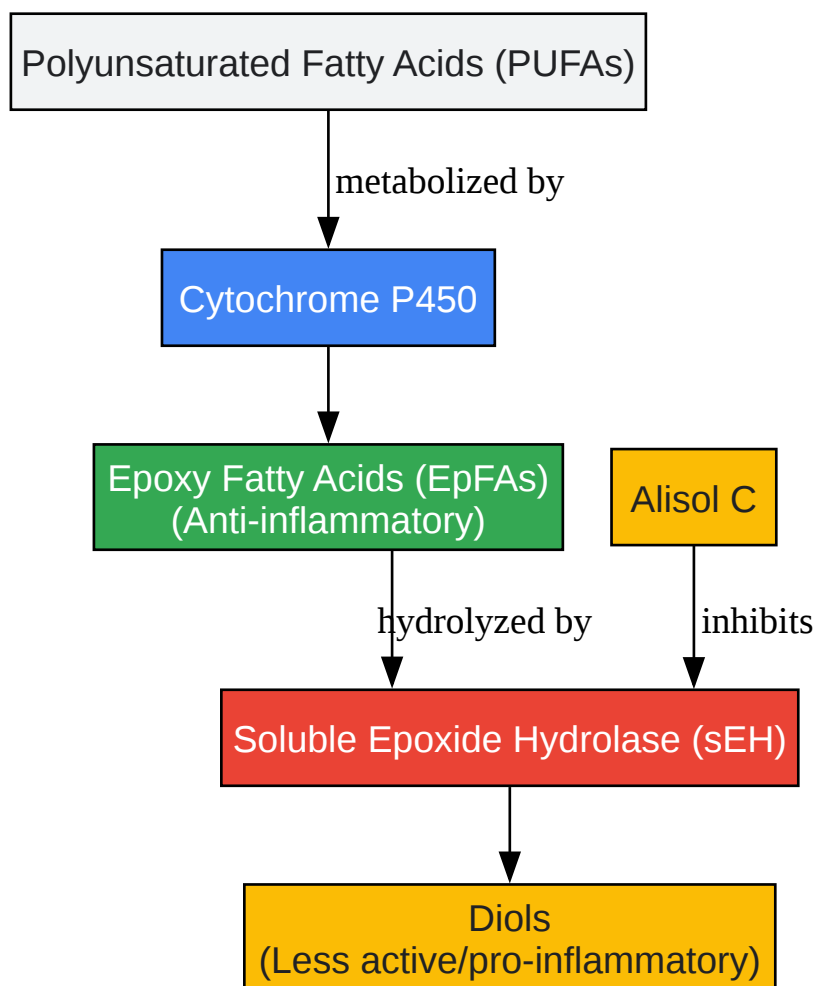 Polyunsaturated Fatty Acids (PUFAs)
metabolized by
Cytochrome P450
Epoxy Fatty Acids (EpFAs)
(Anti-inflammatory)
Alisol C
hydrolyzed by
inhibits
Soluble Epoxide Hydrolase (sEH)
Diols
(Less active/pro-inflammatory)